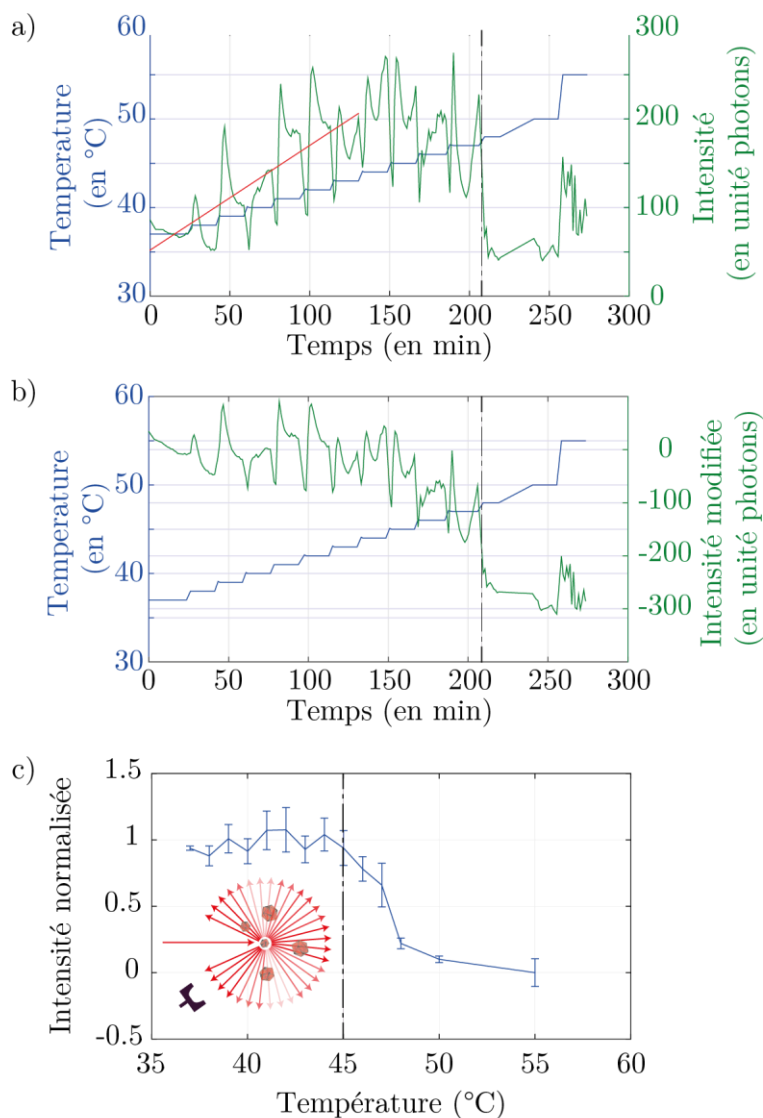 a)
60
50
40
30
Temperature
(en °C)
300
200
100
0
Intensité
(en unité photons)
0
50
100
150
200
250
300
Temps (en min)
b)
60
50
40
30
Temperature
(en °C)
0
-100
-200
-300
Intensité modifiée
(en unité photons)
0
50
100
150
200
250
300
Temps (en min)
c)
1.5
1
0.5
0
-0.5
Intensité normalisée
35
40
45
50
55
60
Température (°C)